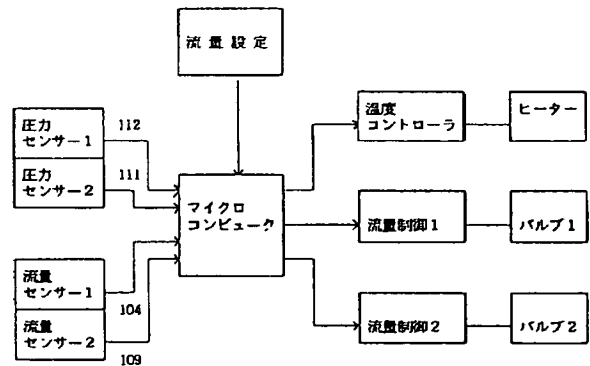 流量設定
圧力
センサー1
112
圧力
センサー2
111
流量
センサー1
104
流量
センサー2
109
マイクロ
コンピュータ
温度
コントローラ
ヒーター
流量制御1
バルブ1
流量制御2
バルブ2